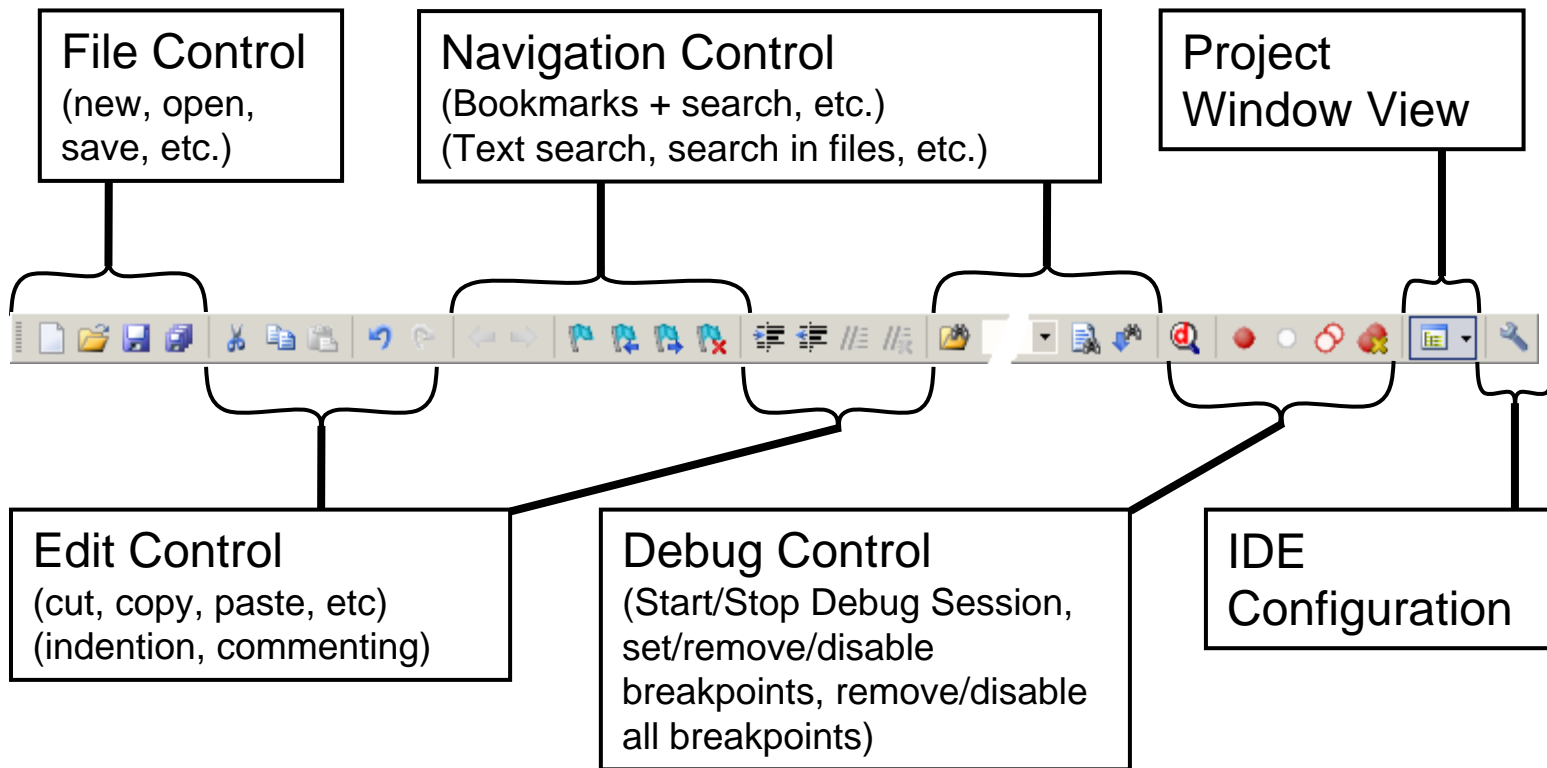 File Control
(new, open,
save, etc.)
Navigation Control
(Bookmarks + search, etc.)
(Text search, search in files, etc.)
Project
Window View
Edit Control
(cut, copy, paste, etc)
(indention, commenting)
Debug Control
(Start/Stop Debug Session,
set/remove/disable
breakpoints, remove/disable
all breakpoints)
IDE
Configuration